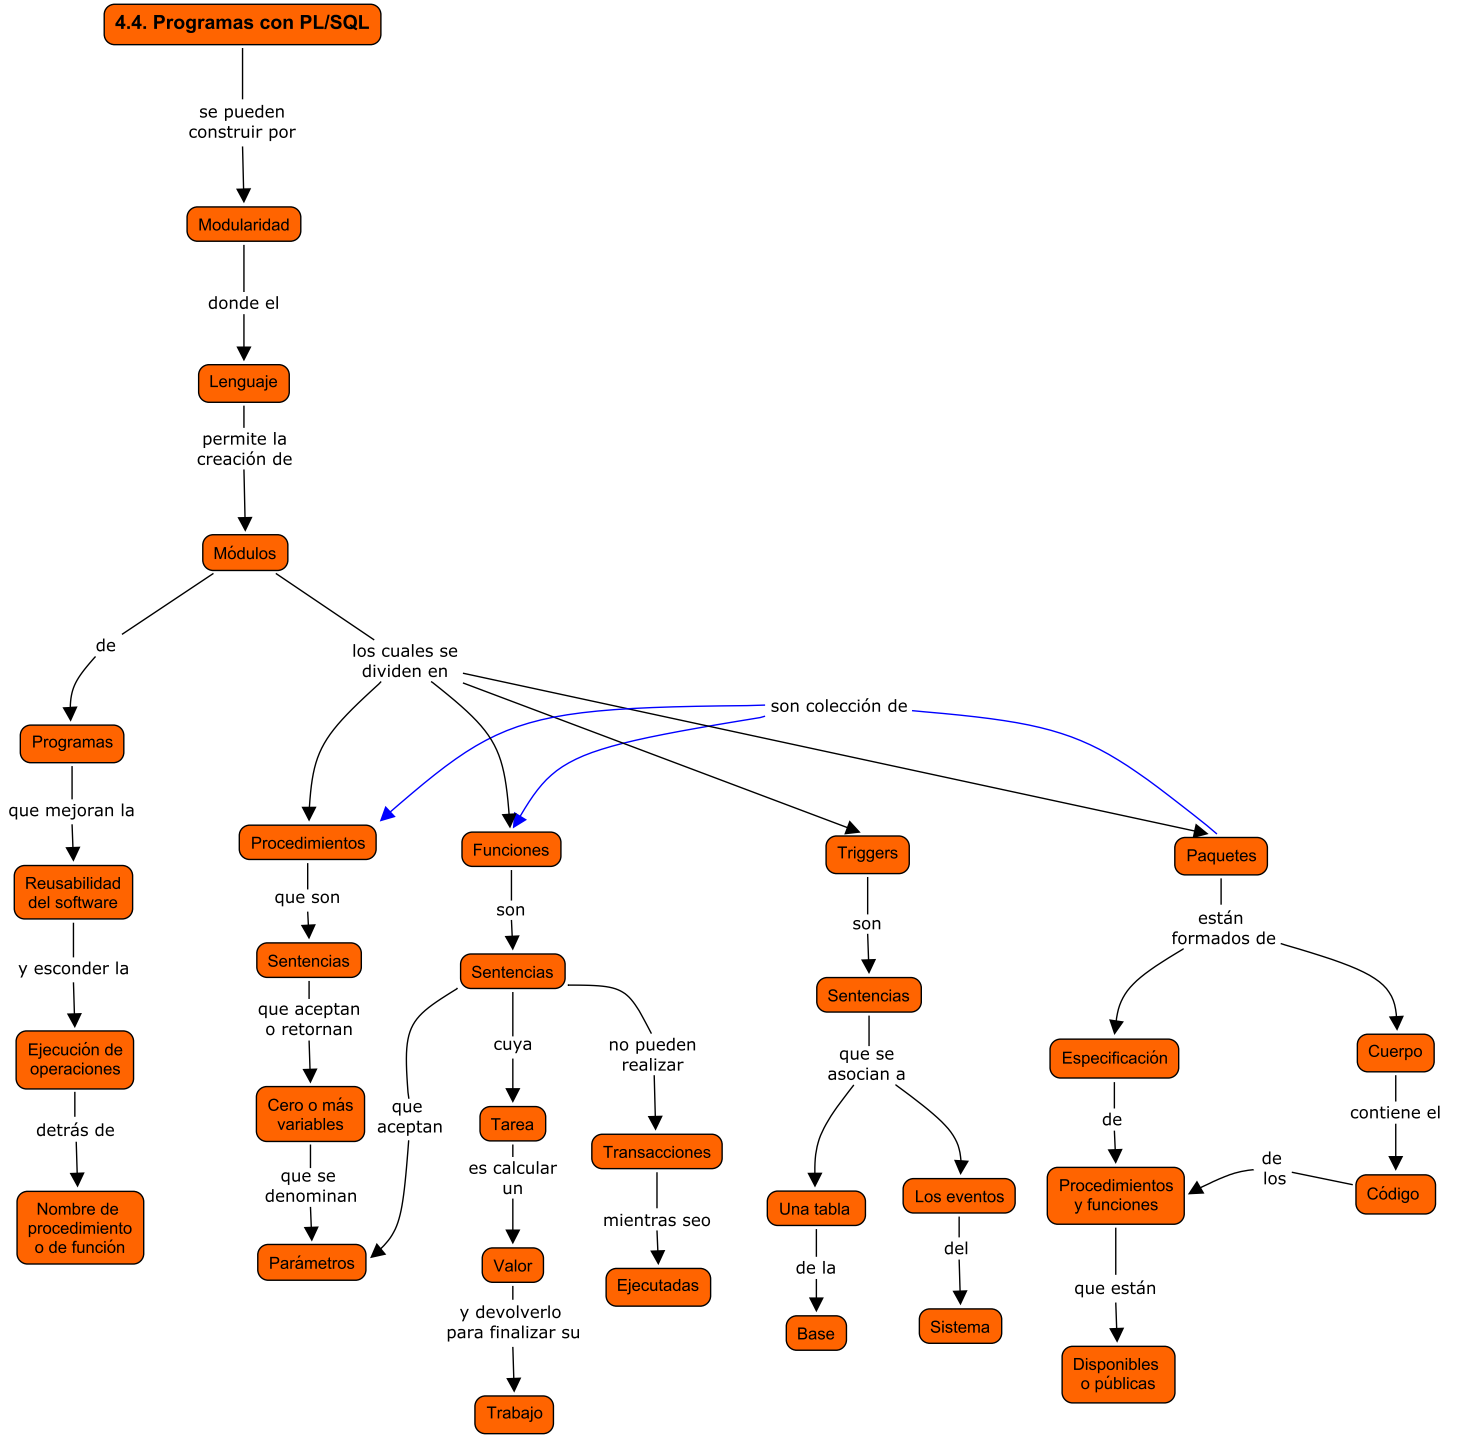 4.4. Programas con PL/SQL
se pueden
construir por
Modularidad
donde el
Lenguaje
permite la
creación de
Módulos
de
los cuales se
dividen en
son colección de
Programas
que mejoran la
Reusabilidad
del software
y esconder la
Ejecución de
operaciones
detrás de
Nombre de
procedimiento
o de función
Procedimientos
que son
Sentencias
que aceptan
o retornan
Cero o más
variables
que se
denominan
Parámetros
Funciones
son
Sentencias
que
aceptan
cuya
Tarea
es calcular
un
Valor
y devolverlo
para finalizar su
Trabajo
no pueden
realizar
Transacciones
mientras seo
Ejecutadas
Triggers
son
Sentencias
que se
asocian a
Una tabla
de la
Base
Los eventos
del
Sistema
Paquetes
están
formados de
Especificación
de
Procedimientos
y funciones
que están
Disponibles
o públicas
Cuerpo
contiene el
Código
de
los